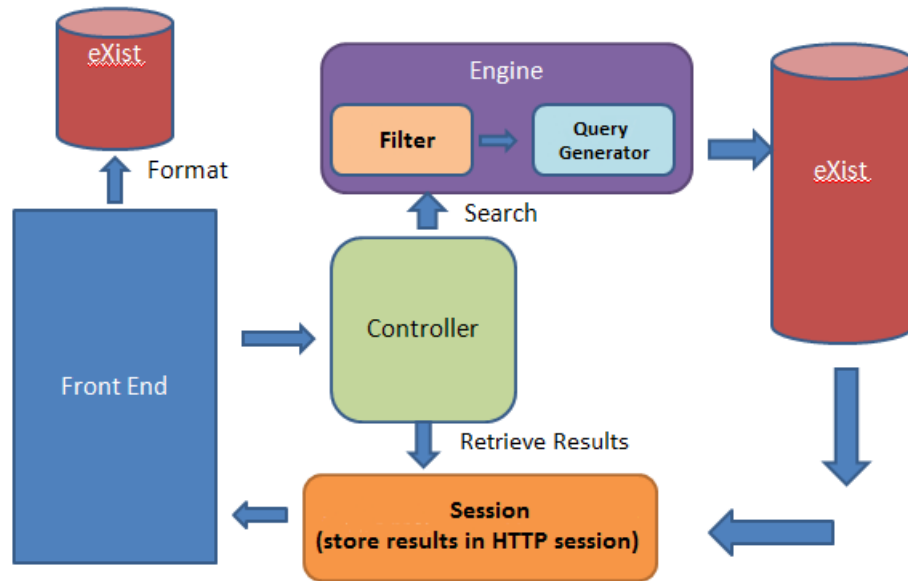 eXist
Format
Front End
Engine
Filter
Query
Generator
Search
Controller
Retrieve Results
Session
(store results in HTTP session)
eXist